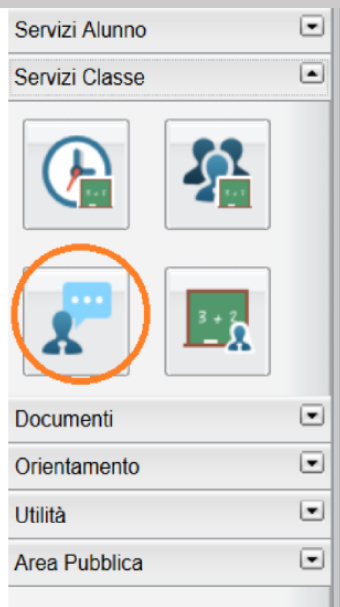 Servizi Alunno
Servizi Classe
3 + 2
Documenti
Orientamento
Utilità
Area Pubblica